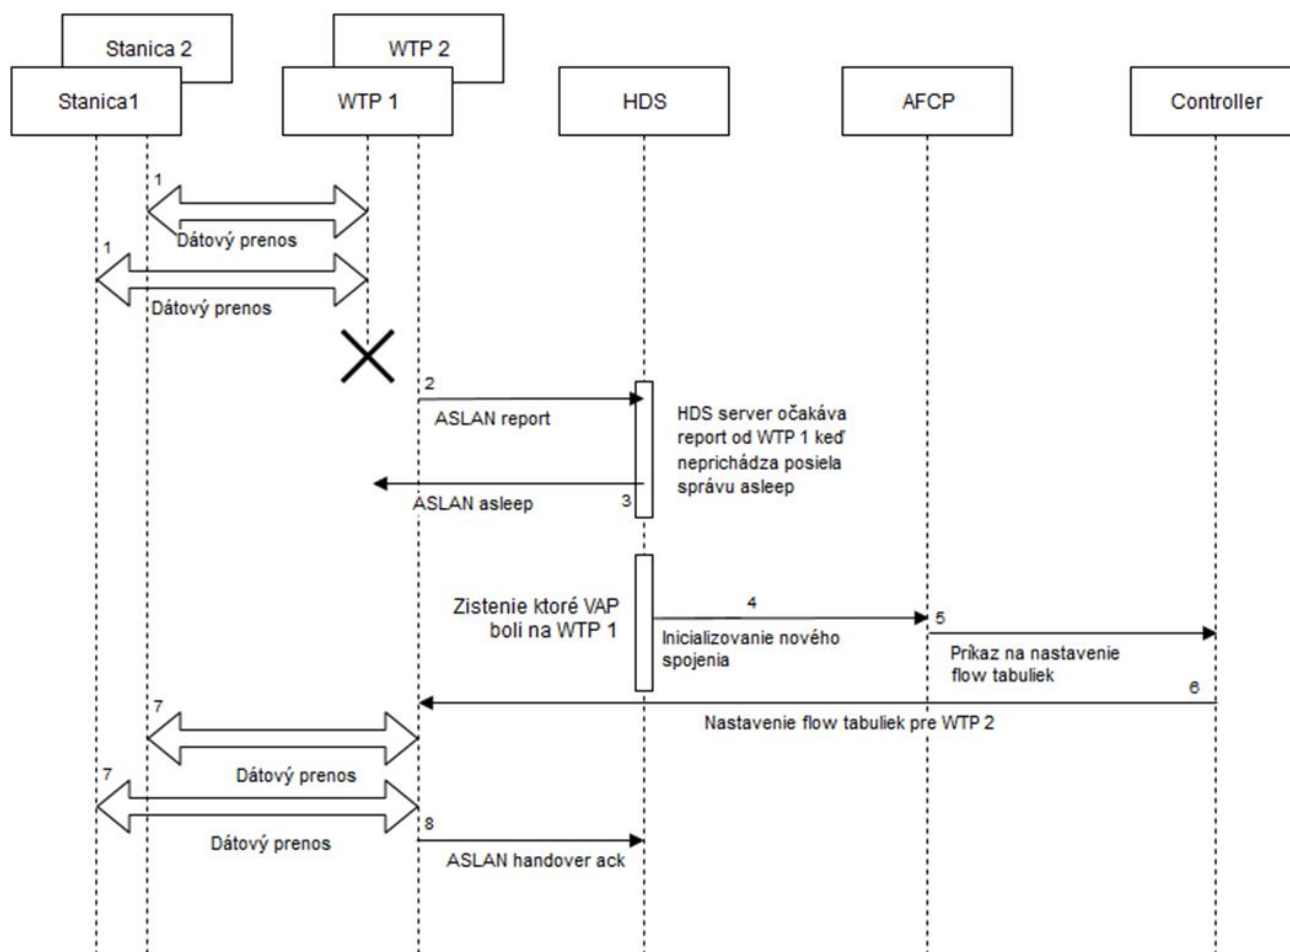 Stanica 2
WTP 2
Stanica1
WTP 1
HDS
AFCP
Controller
1
Dátový prenos
1
Dátový prenos
2
ASLAN report
HDS server očakáva
report od WTP 1 keď
neprichádza posiela
správu asleep
ASLAN asleep
3
Zistenie ktoré VAP
boli na WTP 1
4
Inicializovanie nového
spojenia
5
Príkaz na nastavenie
flow tabuliek
6
Nastavenie flow tabuliek pre WTP 2
7
Dátový prenos
7
Dátový prenos
8
ASLAN handover ack